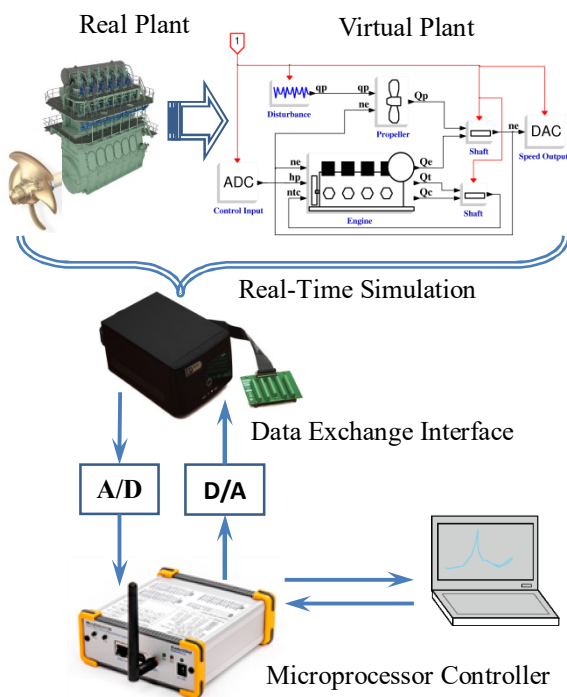 Real Plant
Virtual Plant
1
qp
qp
Qp
Disturbance
ne
Propeller
ne
DAC
Shaft
Speed Output
ADC
ne
hp
ntc
Qe
Qt
Qc
Control Input
Engine
Shaft
Real-Time Simulation
Data Exchange Interface
A/D
D/A
Microprocessor Controller